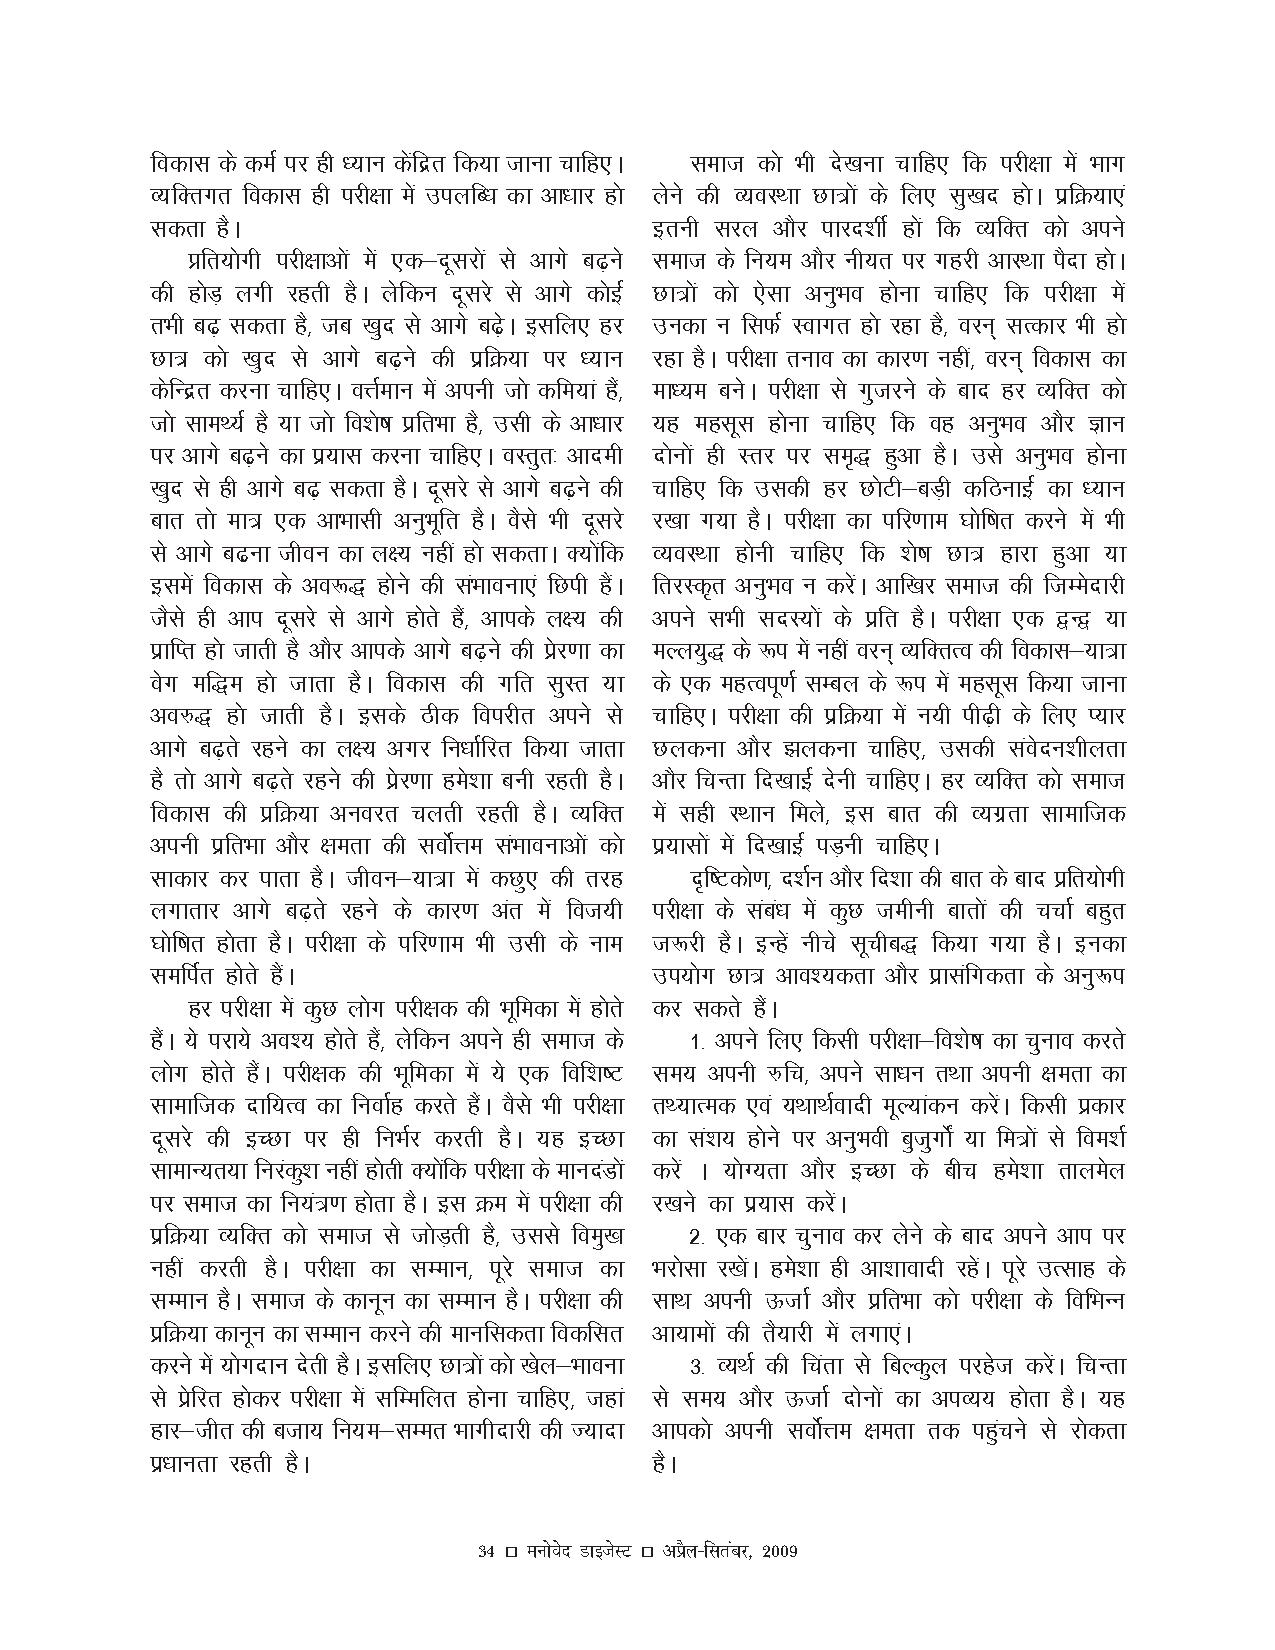 विकास के कर्म पर ही ध्यान केंद्रित किया जाना चाहिए।
व्यक्तिगत विकास ही परीक्षा में उपलब्धि का आधार हो
सकता है।
प्रतियोगी परीक्षाओं में एक–दूसरों से आगे बढ़ने
की होड़ लगी रहती है। लेकिन दूसरे से आगे कोई
तभी बढ़ सकता है, जब खुद से आगे बढ़े। इसलिए हर
छात्र को खुद से आगे बढ़ने की प्रक्रिया पर ध्यान
केन्द्रित करना चाहिए। वर्त्तमान में अपनी जो कमियां हैं,
जो सामर्थ्य है या जो विशेष प्रतिभा है, उसी के आधार
पर आगे बढ़ने का प्रयास करना चाहिए। वस्तुतः आदमी
खुद से ही आगे बढ़ सकता है। दूसरे से आगे बढ़ने की
बात तो मात्र एक आभासी अनुभूति है। वैसे भी दूसरे
से आगे बढना जीवन का लक्ष्य नहीं हो सकता। क्योंकि
इसमें विकास के अवरूद्ध होने की संभावनाएं छिपी हैं।
जैसे ही आप दूसरे से आगे होते हैं, आपके लक्ष्य की
प्राप्ति हो जाती है और आपके आगे बढ़ने की प्रेरणा का
वेग मद्धिम हो जाता है। विकास की गति सुस्त या
अवरुद्ध हो जाती है। इसके ठीक विपरीत अपने से
आगे बढ़ते रहने का लक्ष्य अगर निर्धारित किया जाता
है तो आगे बढ़ते रहने की प्रेरणा हमेशा बनी रहती है।
विकास की प्रक्रिया अनवरत चलती रहती है। व्यक्ति
अपनी प्रतिभा और क्षमता की सर्वोत्तम संभावनाओं को
साकार कर पाता है। जीवन–यात्रा में कछुए की तरह
लगातार आगे बढ़ते रहने के कारण अंत में विजयी
घोषित होता है। परीक्षा के परिणाम भी उसी के नाम
समर्पित होते हैं।
हर परीक्षा में कुछ लोग परीक्षक की भूमिका में होते
हैं। ये पराये अवश्य होते हैं, लेकिन अपने ही समाज के
लोग होते हैं। परीक्षक की भूमिका में ये एक विशिष्ट
सामाजिक दायित्व का निर्वाह करते हैं। वैसे भी परीक्षा
दूसरे की इच्छा पर ही निर्भर करती है। यह इच्छा
सामान्यतया निरंकुश नहीं होती क्योंकि परीक्षा के मानदंडों
पर समाज का नियंत्रण होता है। इस क्रम में परीक्षा की
प्रक्रिया व्यक्ति को समाज से जोड़ती है, उससे विमुख
नहीं करती है। परीक्षा का सम्मान, पूरे समाज का
सम्मान है। समाज के कानून का सम्मान है। परीक्षा की
प्रक्रिया कानून का सम्मान करने की मानसिकता विकसित
करने में योगदान देती है। इसलिए छात्रों को खेल–भावना
से प्रेरित होकर परीक्षा में सम्मिलित होना चाहिए, जहां
हार–जीत की बजाय नियम–सम्मत भागीदारी की ज्यादा
प्रधानता रहती है।
समाज को भी देखना चाहिए कि परीक्षा में भाग
लेने की व्यवस्था छात्रों के लिए सुखद हो। प्रक्रियाएं
इतनी सरल और पारदर्शी हों कि व्यक्ति को अपने
समाज के नियम और नीयत पर गहरी आस्था पैदा हो।
छात्रों को ऐसा अनुभव होना चाहिए कि परीक्षा में
उनका न सिर्फ स्वागत हो रहा है, वरन् सत्कार भी हो
रहा है। परीक्षा तनाव का कारण नहीं, वरन् विकास का
माध्यम बने। परीक्षा से गुजरने के बाद हर व्यक्ति को
यह महसूस होना चाहिए कि वह अनुभव और ज्ञान
दोनों ही स्तर पर समृद्ध हुआ है। उसे अनुभव होना
चाहिए कि उसकी हर छोटी–बड़ी कठिनाई का ध्यान
रखा गया है। परीक्षा का परिणाम घोषित करने में भी
व्यवस्था होनी चाहिए कि शेष छात्र हारा हुआ या
तिरस्कृत अनुभव न करें। आखिर समाज की जिम्मेदारी
अपने सभी सदस्यों के प्रति है। परीक्षा एक द्वन्द्व या
मल्लयुद्ध के रूप में नहीं वरन् व्यक्तित्व की विकास–यात्रा
के एक महत्वपूर्ण सम्बल के रूप में महसूस किया जाना
चाहिए। परीक्षा की प्रक्रिया में नयी पीढ़ी के लिए प्यार
छलकना और झलकना चाहिए, उसकी संवेदनशीलता
और चिन्ता दिखाई देनी चाहिए। हर व्यक्ति को समाज
में सही स्थान मिले, इस बात की व्यग्रता सामाजिक
प्रयासों में दिखाई पड़नी चाहिए।
दृष्टिकोण, दर्शन और दिशा की बात के बाद प्रतियोगी
परीक्षा के संबंध में कुछ जमीनी बातों की चर्चा बहुत
जरूरी है। इन्हें नीचे सूचीबद्ध किया गया है। इनका
उपयोग छात्र आवश्यकता और प्रासंगिकता के अनुरूप
कर सकते हैं।
1. अपने लिए किसी परीक्षा–विशेष का चुनाव करते
समय अपनी रुचि, अपने साधन तथा अपनी क्षमता का
तथ्यात्मक एवं यथार्थवादी मूल्यांकन करें। किसी प्रकार
का संशय होने पर अनुभवी बुजुर्गों या मित्रों से विमर्श
करें । योग्यता और इच्छा के बीच हमेशा तालमेल
रखने का प्रयास करें।
2. एक बार चुनाव कर लेने के बाद अपने आप पर
भरोसा रखें। हमेशा ही आशावादी रहें। पूरे उत्साह के
साथ अपनी ऊर्जा और प्रतिभा को परीक्षा के विभिन्न
आयामों की तैयारी में लगाएं।
3. व्यर्थ की चिंता से बिल्कुल परहेज करें। चिन्ता
से समय और ऊर्जा दोनों का अपव्यय होता है। यह
आपको अपनी सर्वोत्तम क्षमता तक पहुंचने से रोकता
है।
34 □ मनोवेद डाइजेस्ट □ अप्रैल-सितंबर, 2009